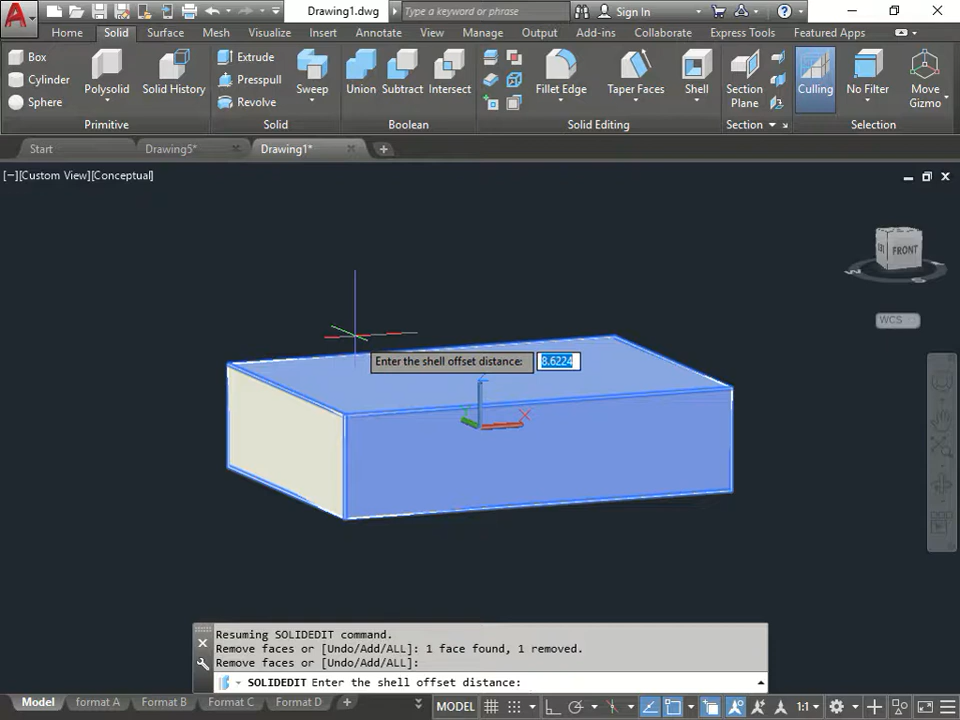 A Drawing1.dwg Type a keyword or phrase Sign In
Home Solid Surface Mesh Visualize Insert Annotate View Manage Output Add-ins Collaborate Express Tools Featured Apps
Box
Cylinder
Sphere
Polysolid
Solid History
Extrude
Presspull
Revolve
Sweep
Union
Subtract
Intersect
Fillet Edge
Taper Faces
Shell
Section
Plane
Culling
No Filter
Move
Gizmo
Primitive Solid Boolean Solid Editing Section Selection
Start Drawing5* Drawing1*
[−][Custom View][Conceptual]
FRONT
WCS
Enter the shell offset distance: 8.6224
X
Resuming SOLIDEDIT command.
Remove faces or [Undo/Add/ALL]: 1 face found, 1 removed.
Remove faces or [Undo/Add/ALL]:
SOLIDEDIT Enter the shell offset distance:
Model format A format B format C format D MODEL 1:1